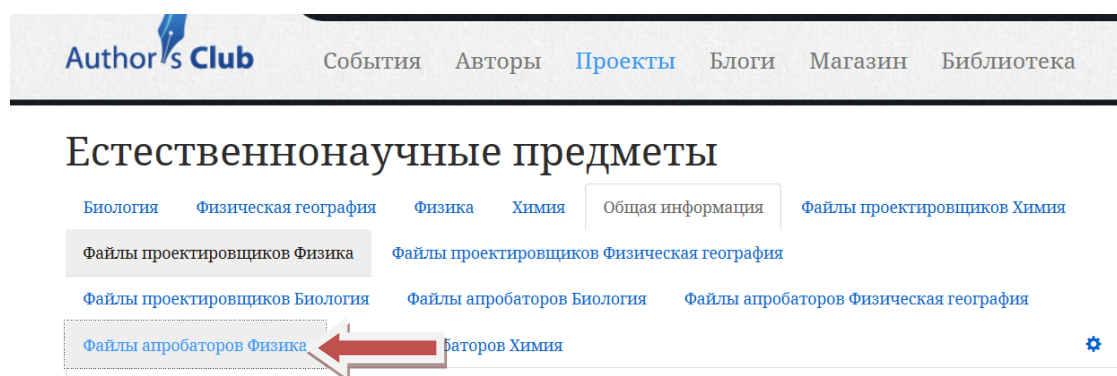 Author's Club
События Авторы Проекты Блоги Магазин Библиотека
Естественнонаучные предметы
Биология Физическая география Физика Химия Общая информация Файлы проектировщиков Химия
Файлы проектировщиков Физика Файлы проектировщиков Физическая география
Файлы проектировщиков Биология Файлы апробаторов Биология Файлы апробаторов Физическая география
Файлы апробаторов Физика Химия